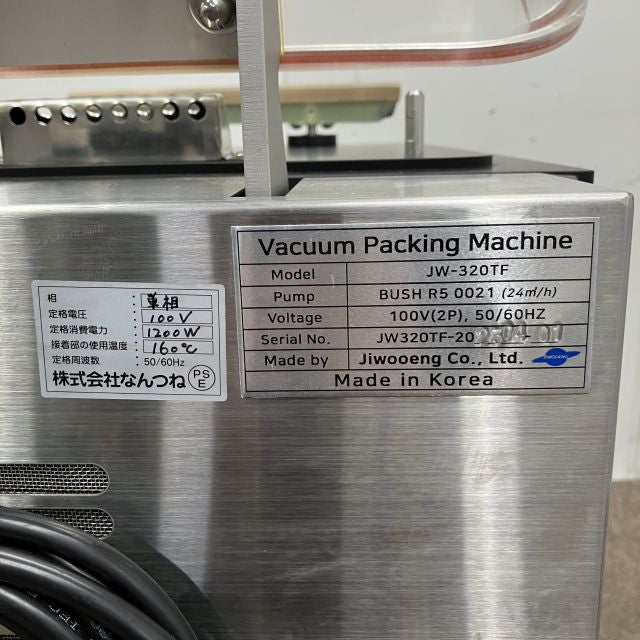 相 : 単相
定格電圧 : 100V
定格消費電力 : 1200W
接着部の使用温度 : 160℃
定格周波数 : 50/60Hz
株式会社なんつね PSE
Vacuum Packing Machine
Model JW-320TF
Pump BUSH R5 0021 (24㎥/h)
Voltage 100V(2P), 50/60HZ
Serial No. JW320TF-20
Made by Jiwooeng Co., Ltd.
Made in Korea